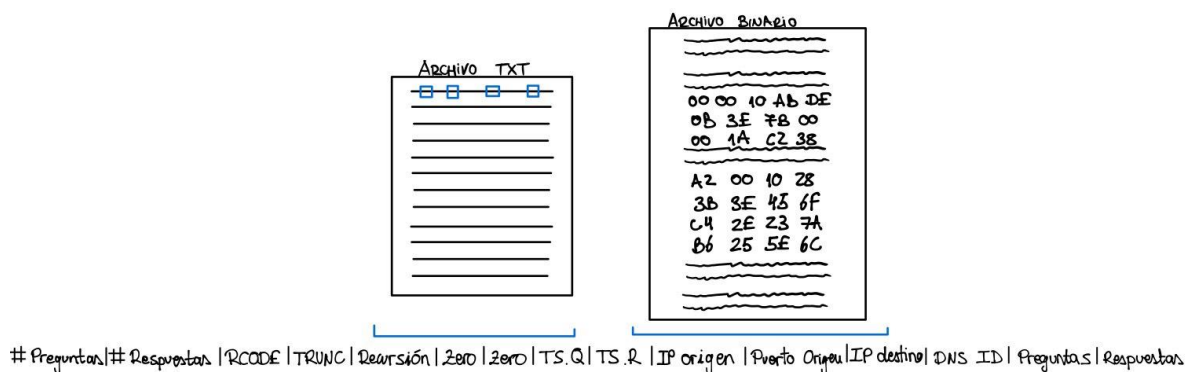 ARCHIVO BINARIO
ARCHIVO TXT
00 00 10 AB DE
0B 3E 7B 00
00 1A C2 38
A2 00 10 28
3B 3E 45 6F
C4 2E 23 7A
B6 25 5E 6C
# Preguntas|# Respuestas |RCODE|TRUNC|Recursión|Zero|Zero|TS.Q|TS.R|IP origen|Puerto Origen|IP destino|DNS ID|Preguntas|Respuestas